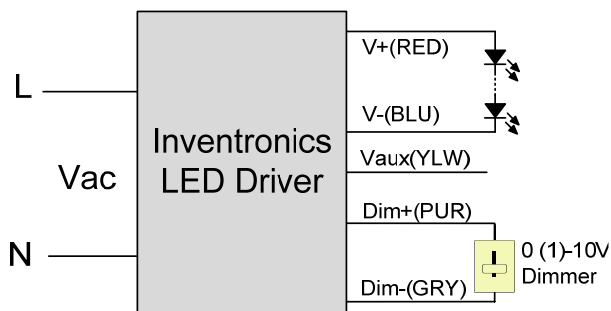 V+(RED)
L
V-(BLU)
Inventronics
LED Driver
Vac
Vaux(YLW)
Dim+(PUR)
N
0 (1)-10V
Dimmer
Dim-(GRY)